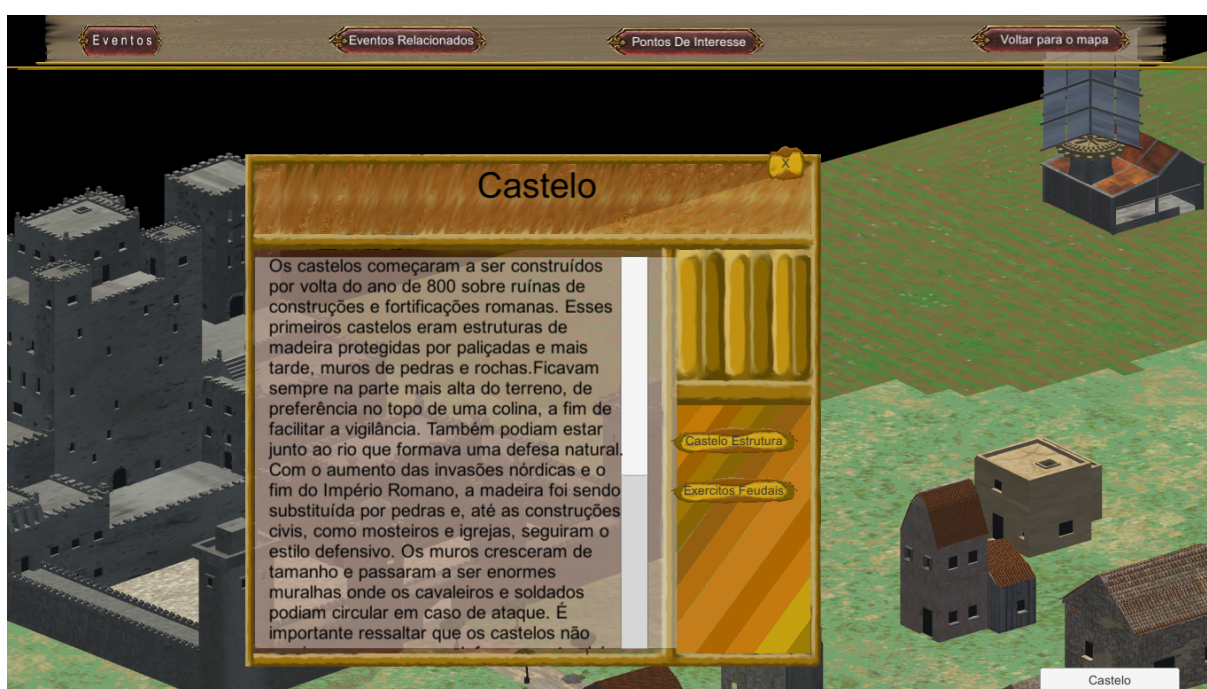 Eventos
Eventos Relacionados
Pontos De Interesse
Voltar para o mapa
X
Castelo
Os castelos começaram a ser construídos
por volta do ano de 800 sobre ruínas de
construções e fortificações romanas. Esses
primeiros castelos eram estruturas de
madeira protegidas por paliçadas e mais
tarde, muros de pedras e rochas.Ficavam
sempre na parte mais alta do terreno, de
preferência no topo de uma colina, a fim de
facilitar a vigilância. Também podiam estar
junto ao rio que formava uma defesa natural.
Com o aumento das invasões nórdicas e o
fim do Império Romano, a madeira foi sendo
substituída por pedras e, até as construções
civis, como mosteiros e igrejas, seguiram o
estilo defensivo. Os muros cresceram de
tamanho e passaram a ser enormes
muralhas onde os cavaleiros e soldados
podiam circular em caso de ataque. É
importante ressaltar que os castelos não
Castelo Estrutura
Exercitos Feudais
Castelo